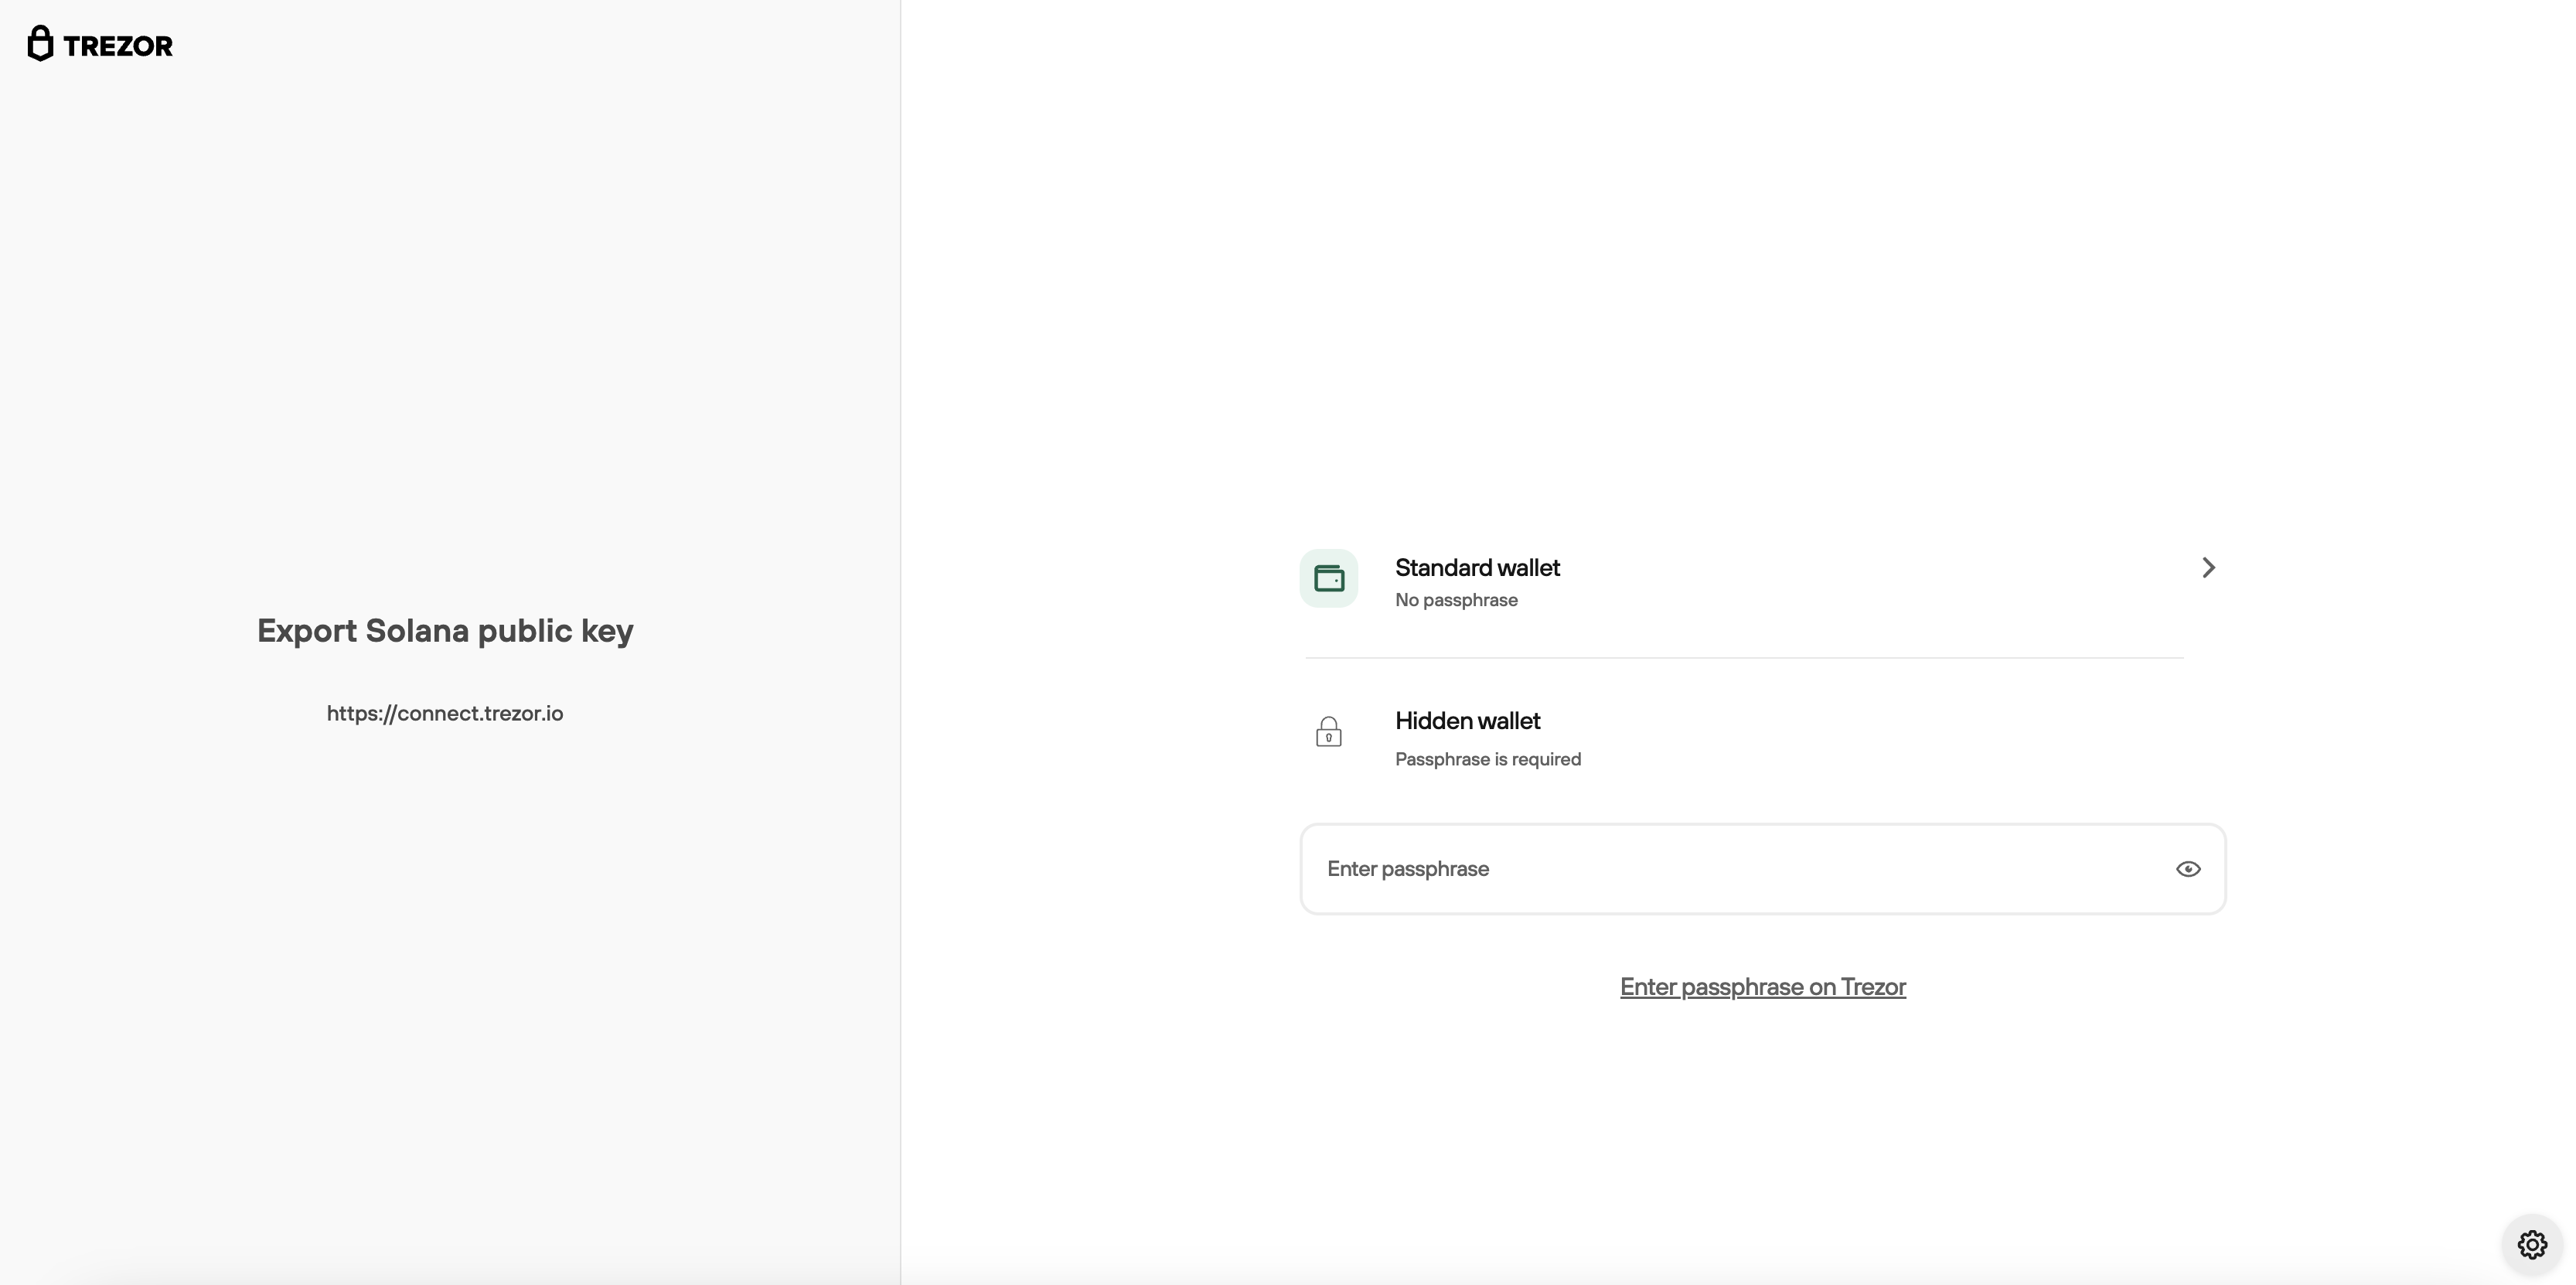 TREZOR
Export Solana public key
https://connect.trezor.io
Standard wallet
No passphrase
Hidden wallet
Passphrase is required
Enter passphrase
Enter passphrase on Trezor